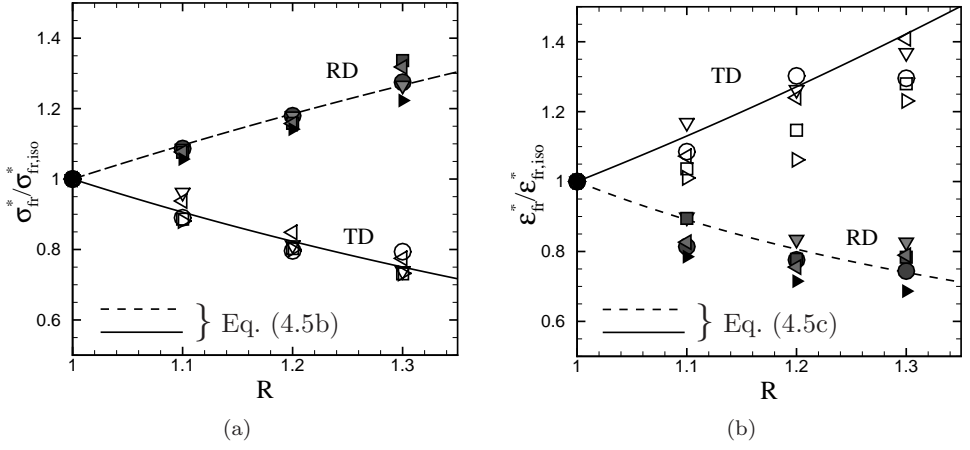 σ*fr/σ*fr,iso
1.4
1.2
1
0.8
0.6
RD
TD
Eq. (4.5b)
1
1.1
1.2
1.3
R
(a)
ε*fr/ε*fr,iso
1.4
1.2
1
0.8
0.6
TD
RD
Eq. (4.5c)
1
1.1
1.2
1.3
R
(b)